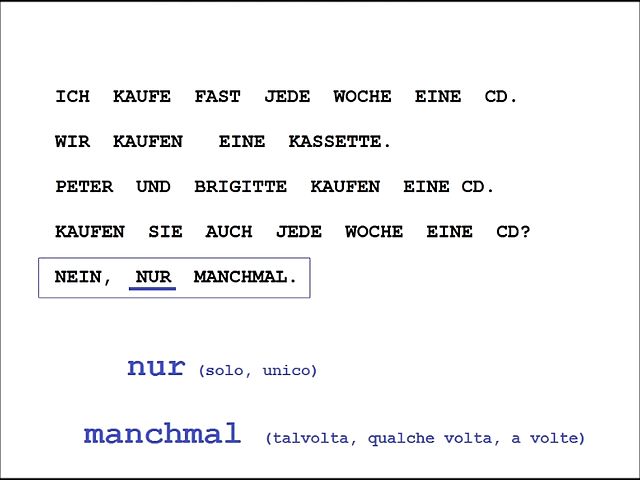 ICH KAUFE FAST JEDE WOCHE EINE CD.
WIR KAUFEN EINE KASSETTE.
PETER UND BRIGITTE KAUFEN EINE CD.
KAUFEN SIE AUCH JEDE WOCHE EINE CD?
NEIN, NUR MANCHMAL.
nur (solo, unico)
manchmal (talvolta, qualche volta, a volte)